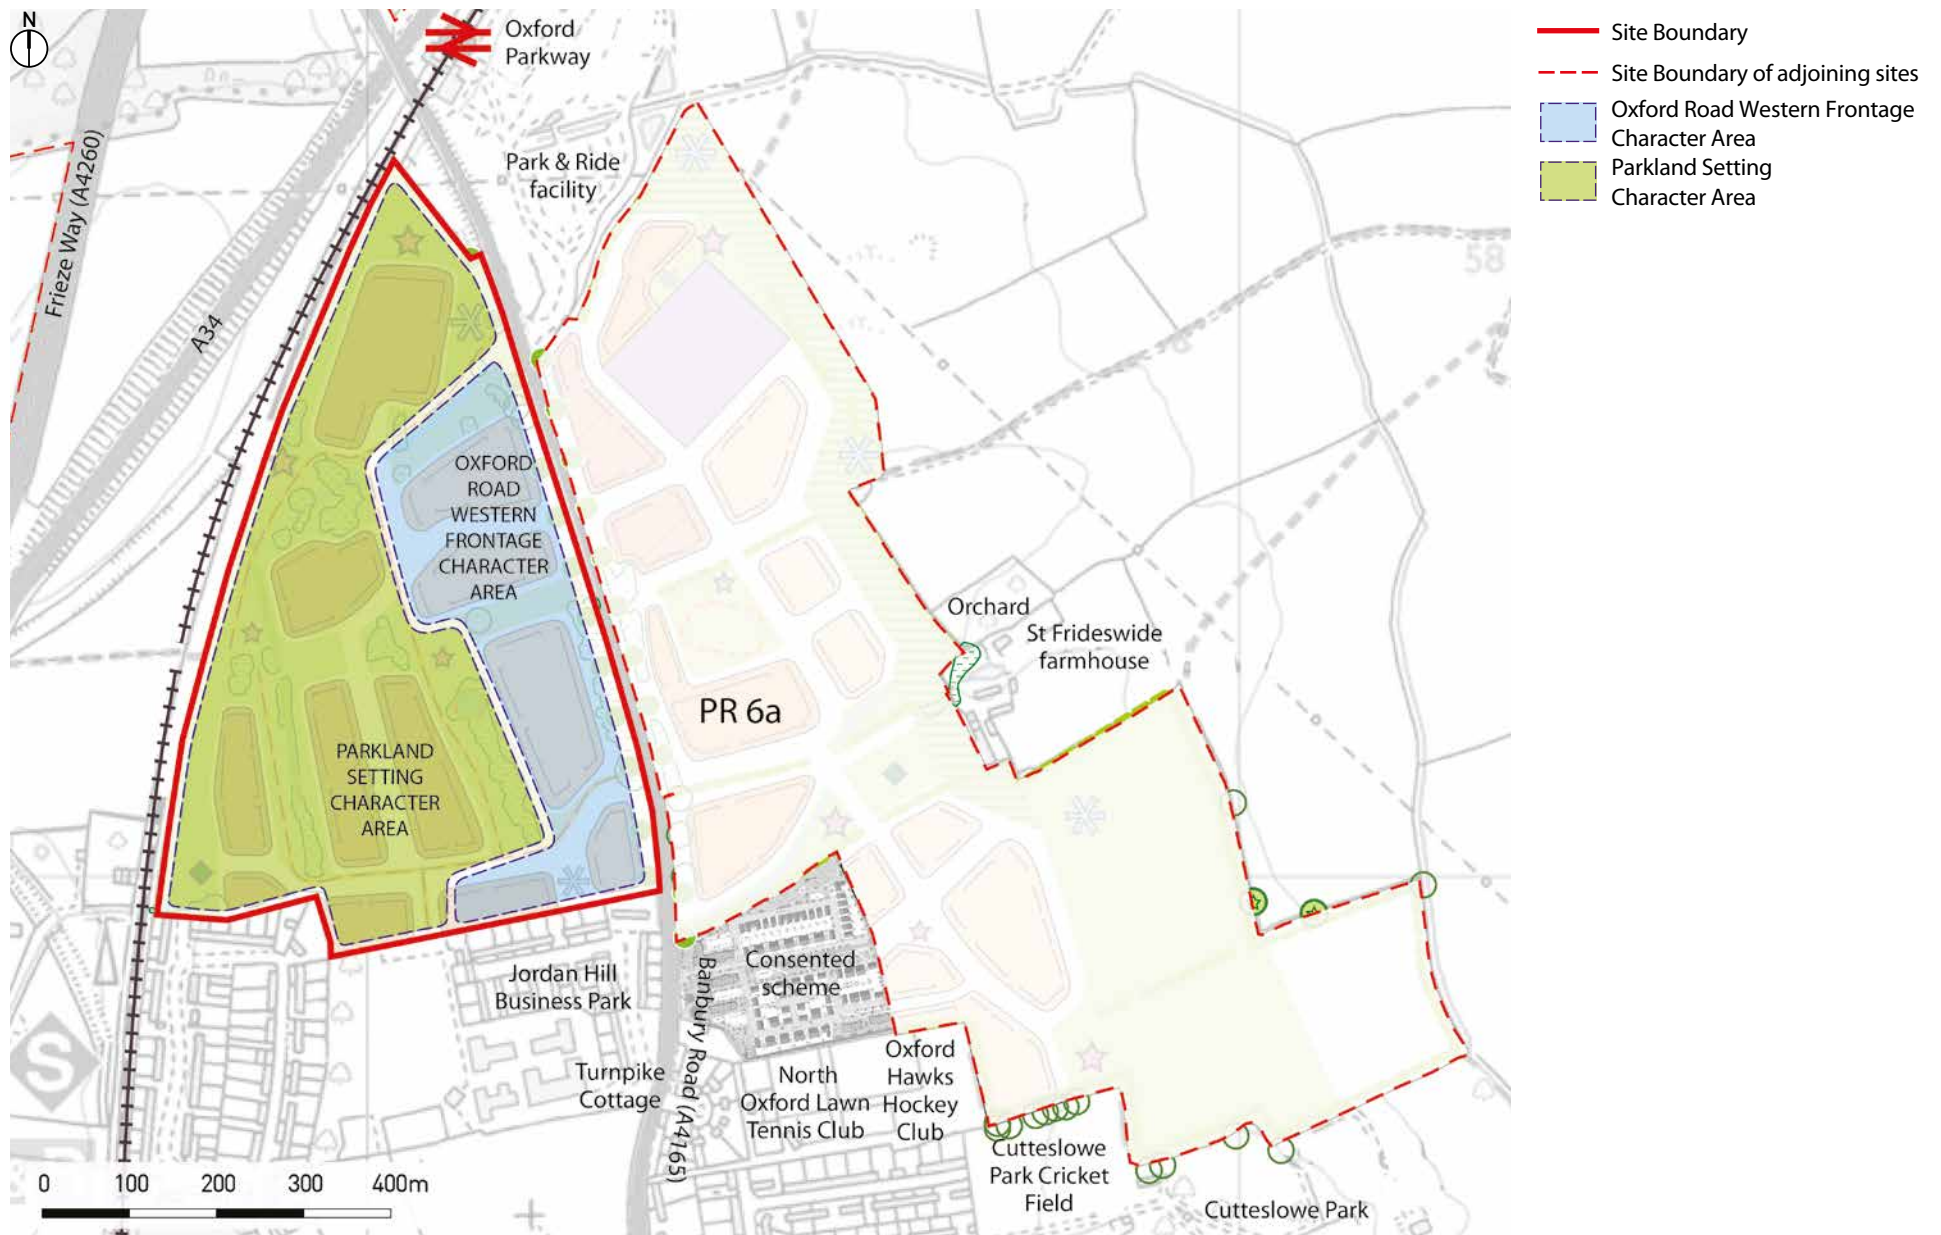 N
Oxford
Parkway
Site Boundary
Site Boundary of adjoining sites
Oxford Road Western Frontage
Character Area
Parkland Setting
Character Area
Frieze Way (A4260)
A34
Park & Ride
facility
58
OXFORD
ROAD
WESTERN
FRONTAGE
CHARACTER
AREA
Orchard
St Frideswide
farmhouse
PR 6a
PARKLAND
SETTING
CHARACTER
AREA
Consented
scheme
Jordan Hill
Business Park
Banbury Road (A4165)
Turnpike
Cottage
North
Oxford Lawn
Tennis Club
Oxford
Hawks
Hockey
Club
Cutteslowe
Park Cricket
Field
Cutteslowe Park
S
0 100 200 300 400m